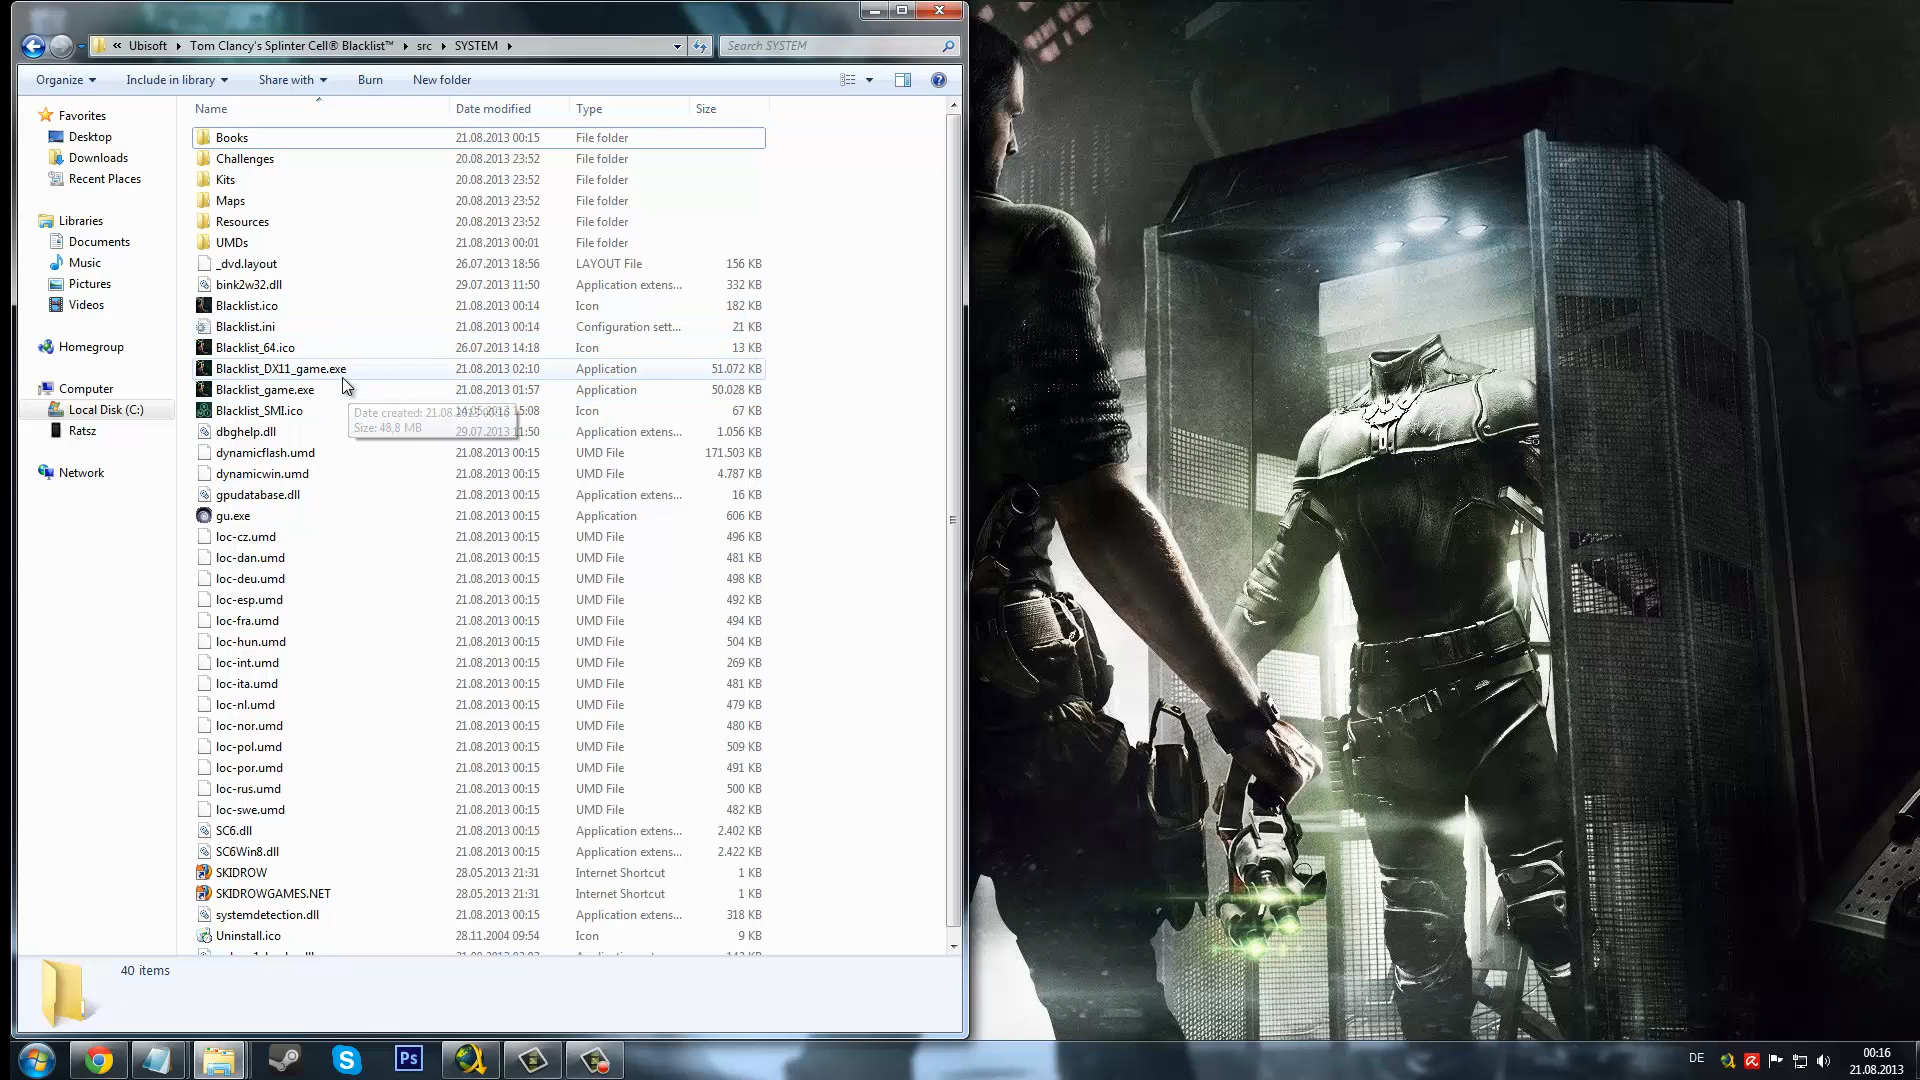 « Ubisoft ▸ Tom Clancy's Splinter Cell® Blacklist™ ▸ src ▸ SYSTEM ▸
Search SYSTEM
Organize Include in library Share with Burn New folder
Favorites
Desktop
Downloads
Recent Places
Libraries
Documents
Music
Pictures
Videos
Homegroup
Computer
Local Disk (C:)
Ratsz
Network
Name Date modified Type Size
Books 21.08.2013 00:15 File folder
Challenges 20.08.2013 23:52 File folder
Kits 20.08.2013 23:52 File folder
Maps 20.08.2013 23:52 File folder
Resources 20.08.2013 23:52 File folder
UMDs 21.08.2013 00:01 File folder
_dvd.layout 26.07.2013 18:56 LAYOUT File 156 KB
bink2w32.dll 29.07.2013 11:50 Application extens... 332 KB
Blacklist.ico 21.08.2013 00:14 Icon 182 KB
Blacklist.ini 21.08.2013 00:14 Configuration sett... 21 KB
Blacklist_64.ico 26.07.2013 14:18 Icon 13 KB
Blacklist_DX11_game.exe 21.08.2013 02:10 Application 51.072 KB
Blacklist_game.exe 21.08.2013 01:57 Application 50.028 KB
Blacklist_SMI.ico 15:08 Icon 67 KB
Date created: 21.08.
Size: 48,8 MB
dbghelp.dll 29.07.2013 11:50 Application extens... 1.056 KB
dynamicflash.umd 21.08.2013 00:15 UMD File 171.503 KB
dynamicwin.umd 21.08.2013 00:15 UMD File 4.787 KB
gpudatabase.dll 21.08.2013 00:15 Application extens... 16 KB
gu.exe 21.08.2013 00:15 Application 606 KB
loc-cz.umd 21.08.2013 00:15 UMD File 496 KB
loc-dan.umd 21.08.2013 00:15 UMD File 481 KB
loc-deu.umd 21.08.2013 00:15 UMD File 498 KB
loc-esp.umd 21.08.2013 00:15 UMD File 492 KB
loc-fra.umd 21.08.2013 00:15 UMD File 494 KB
loc-hun.umd 21.08.2013 00:15 UMD File 504 KB
loc-int.umd 21.08.2013 00:15 UMD File 269 KB
loc-ita.umd 21.08.2013 00:15 UMD File 481 KB
loc-nl.umd 21.08.2013 00:15 UMD File 479 KB
loc-nor.umd 21.08.2013 00:15 UMD File 480 KB
loc-pol.umd 21.08.2013 00:15 UMD File 509 KB
loc-por.umd 21.08.2013 00:15 UMD File 491 KB
loc-rus.umd 21.08.2013 00:15 UMD File 500 KB
loc-swe.umd 21.08.2013 00:15 UMD File 482 KB
SC6.dll 21.08.2013 00:15 Application extens... 2.402 KB
SC6Win8.dll 21.08.2013 00:15 Application extens... 2.422 KB
SKIDROW 28.05.2013 21:31 Internet Shortcut 1 KB
SKIDROWGAMES.NET 28.05.2013 21:31 Internet Shortcut 1 KB
systemdetection.dll 21.08.2013 00:15 Application extens... 318 KB
Uninstall.ico 28.11.2004 09:54 Icon 9 KB
40 items
Ps
DE
00:16
21.08.2013